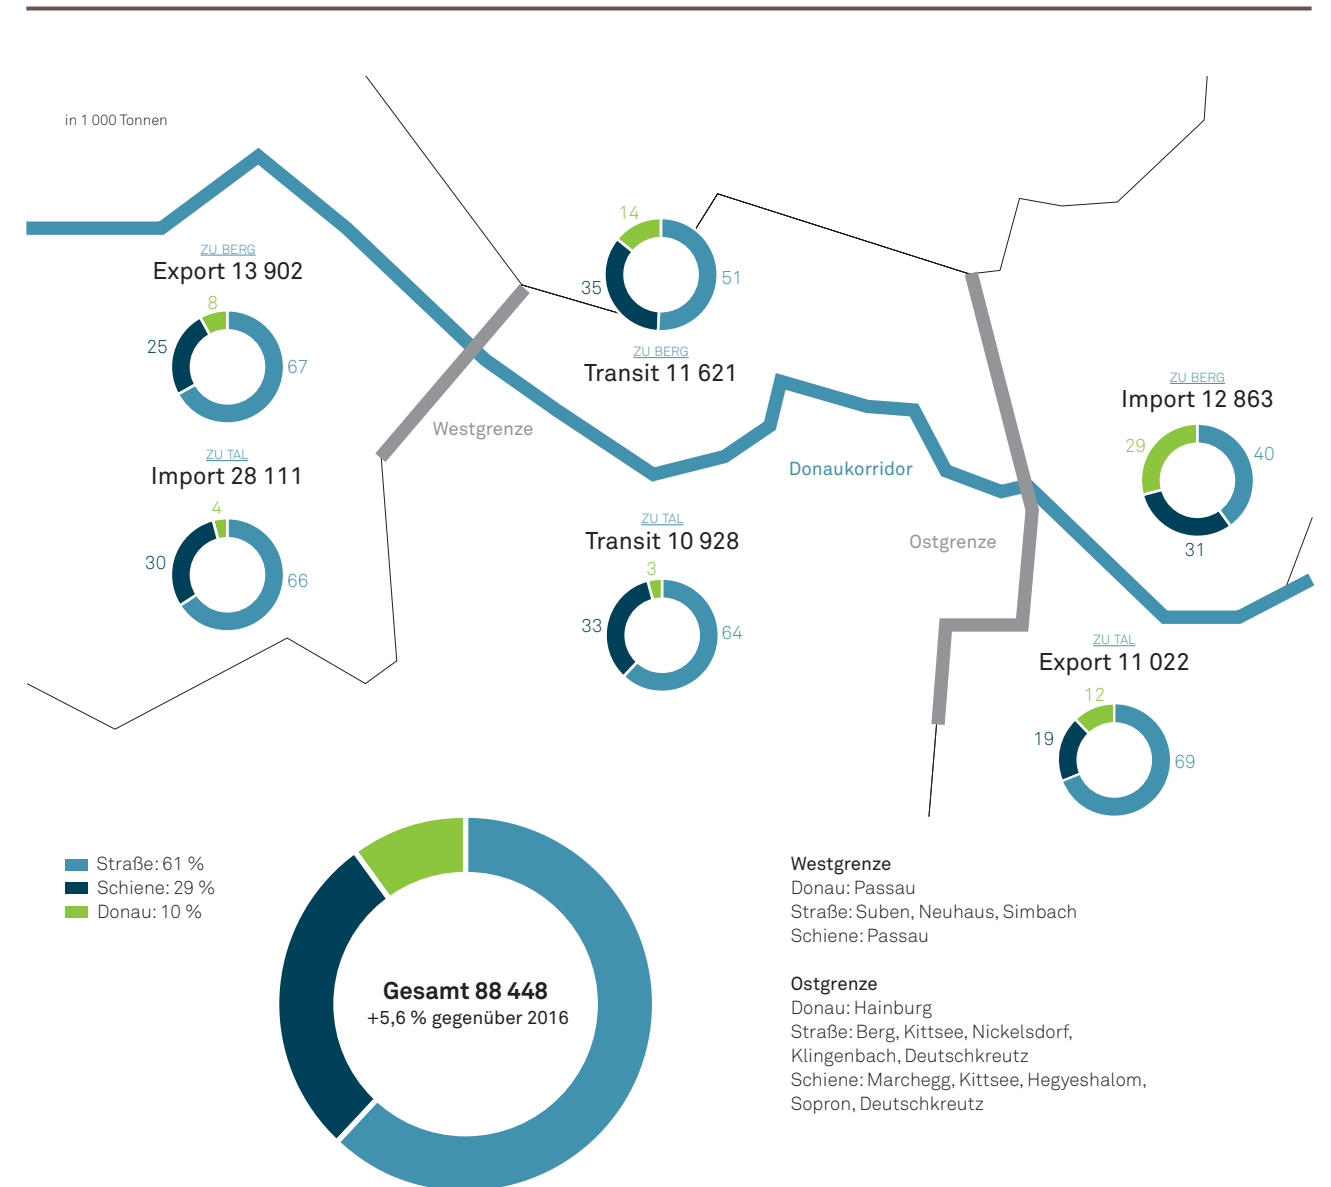 in 1 000 Tonnen
ZU BERG
Export 13 902
8
25
67
ZU TAL
Import 28 111
4
30
66
Westgrenze
14
35
51
ZU BERG
Transit 11 621
Donaukorridor
ZU TAL
Transit 10 928
3
33
64
Ostgrenze
ZU BERG
Import 12 863
29
40
31
ZU TAL
Export 11 022
12
19
69
Straße: 61 %
Schiene: 29 %
Donau: 10 %
Gesamt 88 448
+5,6 % gegenüber 2016
Westgrenze
Donau: Passau
Straße: Suben, Neuhaus, Simbach
Schiene: Passau
Ostgrenze
Donau: Hainburg
Straße: Berg, Kittsee, Nickelsdorf,
Klingenbach, Deutschkreutz
Schiene: Marchegg, Kittsee, Hegyeshalom,
Sopron, Deutschkreutz